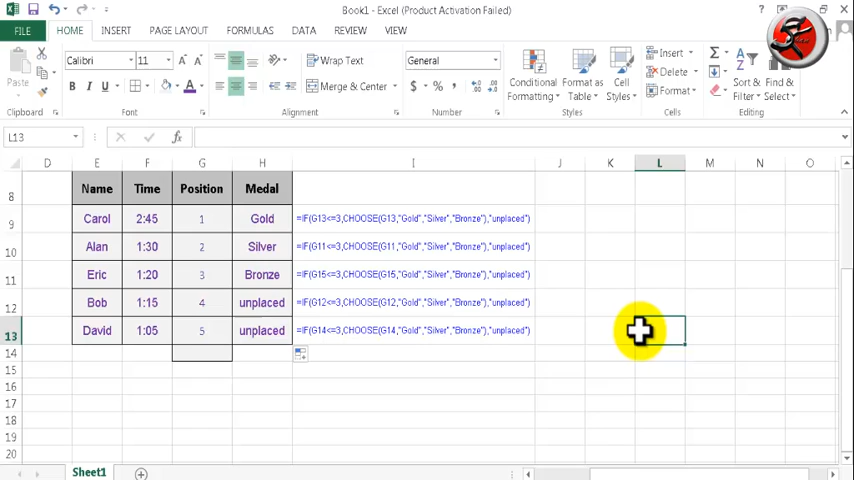 Book1 - Excel (Product Activation Failed)
FILE HOME INSERT PAGE LAYOUT FORMULAS DATA REVIEW VIEW
Paste
Calibri 11
B I U
Wrap Text
Merge & Center
General
$ %
Conditional Formatting
Format as Table
Cell Styles
Insert
Delete
Format
Sort & Filter
Find & Select
Clipboard Font Alignment Number Styles Cells Editing
L13 fx
D E F G H I J K L M N O
8 Name Time Position Medal
9 Carol 2:45 1 Gold =IF(G13<=3,CHOOSE(G13,"Gold","Silver","Bronze"),"unplaced")
10 Alan 1:30 2 Silver =IF(G11<=3,CHOOSE(G11,"Gold","Silver","Bronze"),"unplaced")
11 Eric 1:20 3 Bronze =IF(G15<=3,CHOOSE(G15,"Gold","Silver","Bronze"),"unplaced")
12 Bob 1:15 4 unplaced =IF(G12<=3,CHOOSE(G12,"Gold","Silver","Bronze"),"unplaced")
13 David 1:05 5 unplaced =IF(G14<=3,CHOOSE(G14,"Gold","Silver","Bronze"),"unplaced")
14
15
16
17
18
19
20
Sheet1